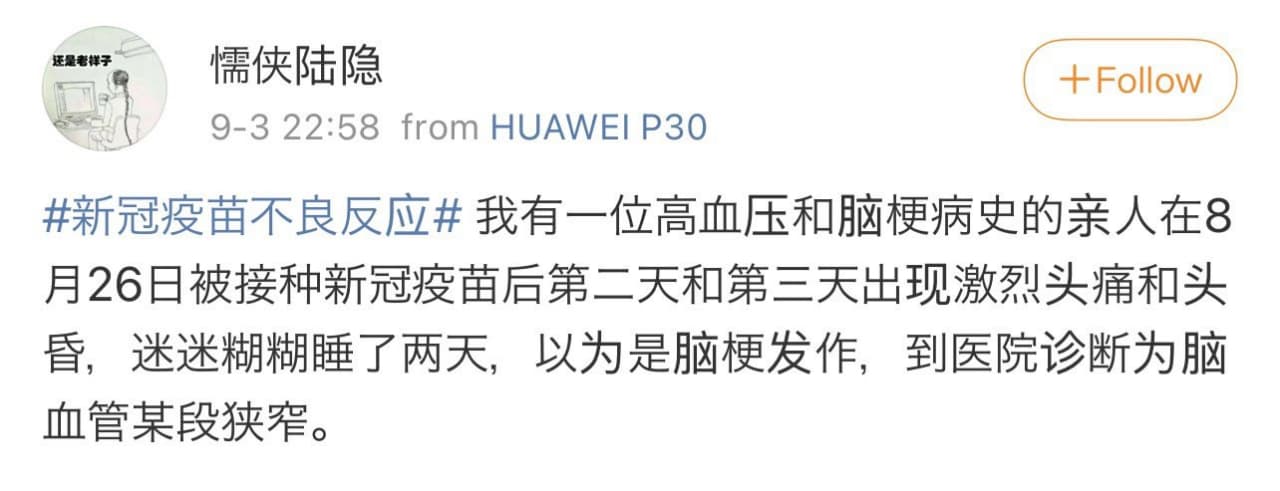 还是老样子
懦侠陆隐
+Follow
9-3 22:58 from HUAWEI P30
#新冠疫苗不良反应# 我有一位高血压和脑梗病史的亲人在8
月26日被接种新冠疫苗后第二天和第三天出现激烈头痛和头
昏，迷迷糊糊睡了两天，以为是脑梗发作，到医院诊断为脑
血管某段狭窄。